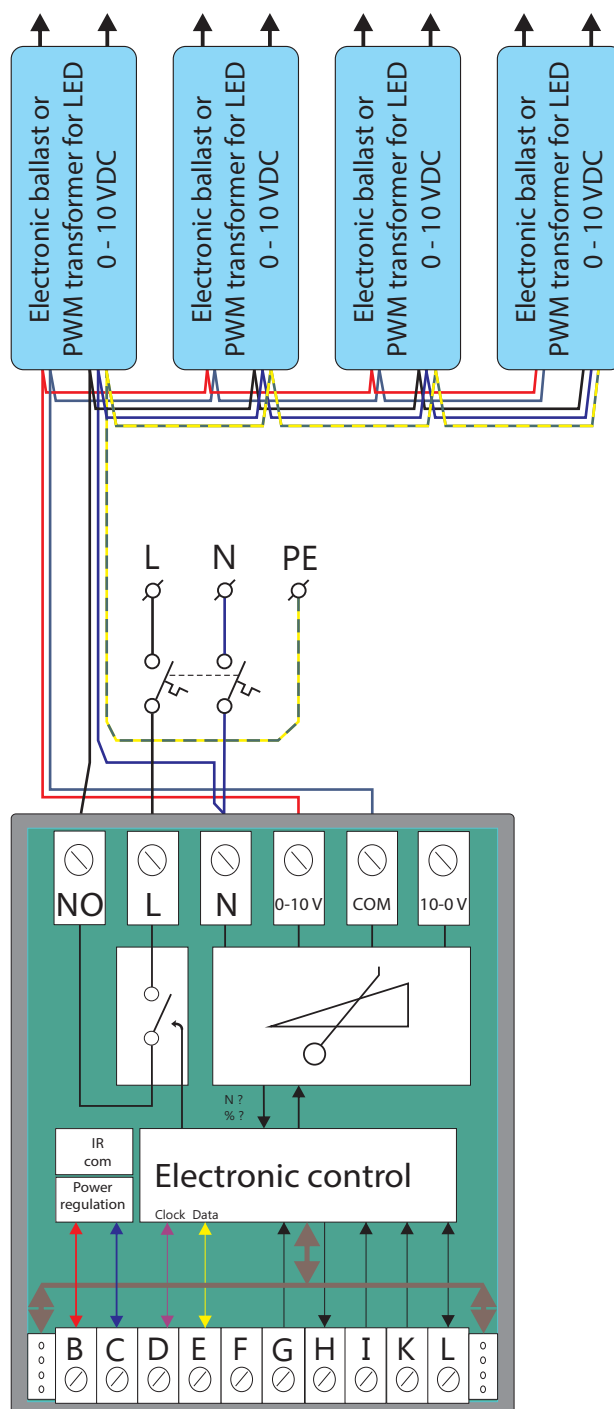 Electronic ballast or
PWM transformer for LED
0 - 10 VDC
Electronic ballast or
PWM transformer for LED
0 - 10 VDC
Electronic ballast or
PWM transformer for LED
0 - 10 VDC
Electronic ballast or
PWM transformer for LED
0 - 10 VDC
L N PE
NO L N 0-10 V COM 10-0 V
N ?
% ?
IR
com
Power
regulation
Electronic control
Clock Data
B C D E F G H I K L